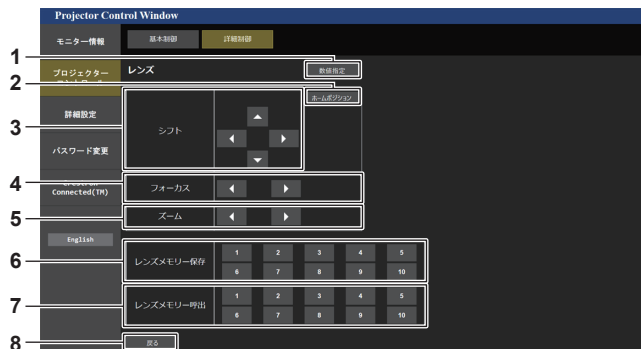 Projector Control Window
モニター情報
基本制御 詳細制御
1
プロジェクター
レンズ
数値指定
2
ホームポジション
詳細設定
3
シフト
パスワード変更
4
Connected(TM)
フォーカス
5
ズーム
English
6
レンズメモリー保存
1 2 3 4 5
6 7 8 9 10
7
レンズメモリー呼出
1 2 3 4 5
6 7 8 9 10
8
戻る